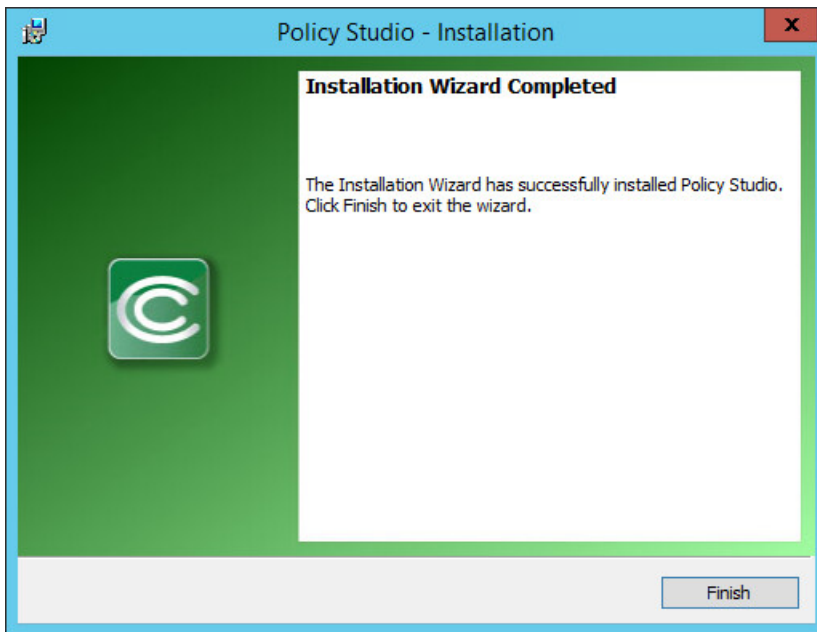 Policy Studio - Installation
x
Installation Wizard Completed
The Installation Wizard has successfully installed Policy Studio.
Click Finish to exit the wizard.
Finish